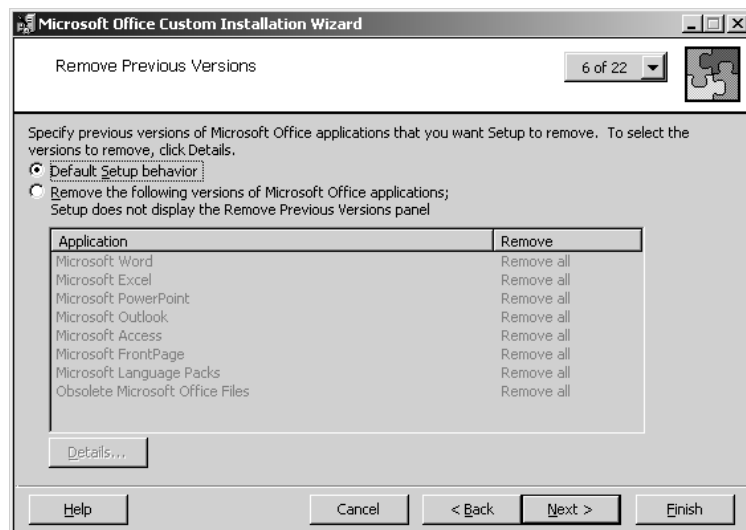 Microsoft Office Custom Installation Wizard
Remove Previous Versions
6 of 22
Specify previous versions of Microsoft Office applications that you want Setup to remove. To select the
versions to remove, click Details.
Default Setup behavior
Remove the following versions of Microsoft Office applications;
Setup does not display the Remove Previous Versions panel
Application Remove
Microsoft Word Remove all
Microsoft Excel Remove all
Microsoft PowerPoint Remove all
Microsoft Outlook Remove all
Microsoft Access Remove all
Microsoft FrontPage Remove all
Microsoft Language Packs Remove all
Obsolete Microsoft Office Files Remove all
Details...
Help Cancel < Back Next > Finish